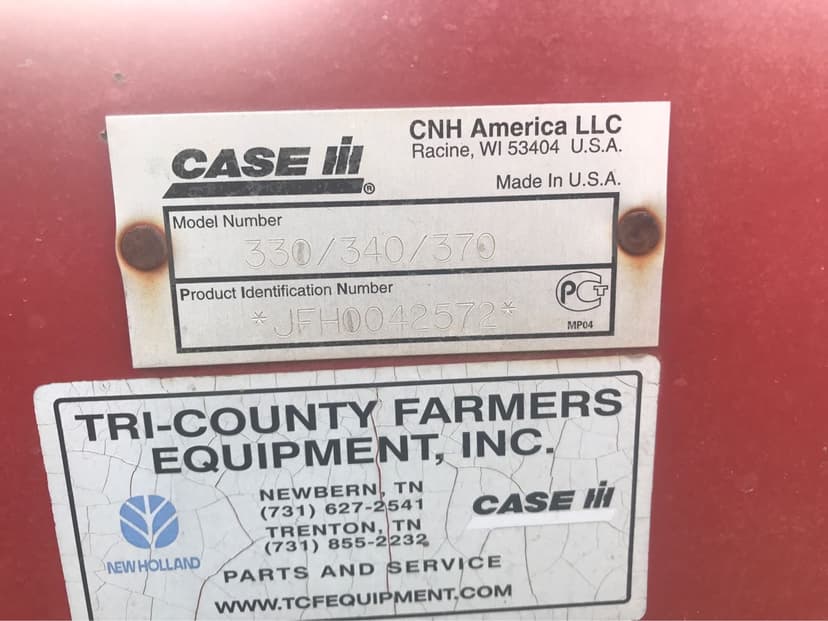 CASE IH®
CNH America LLC
Racine, WI 53404 U.S.A.
Made In U.S.A.
Model Number
330/340/370
Product Identification Number
*JFH0042572*
PCT
MP04
TRI-COUNTY FARMERS
EQUIPMENT, INC.
NEWBERN, TN
(731) 627-2541
TRENTON, TN
(731) 855-2232
CASE IH
NEW HOLLAND
PARTS AND SERVICE
WWW.TCFEQUIPMENT.COM